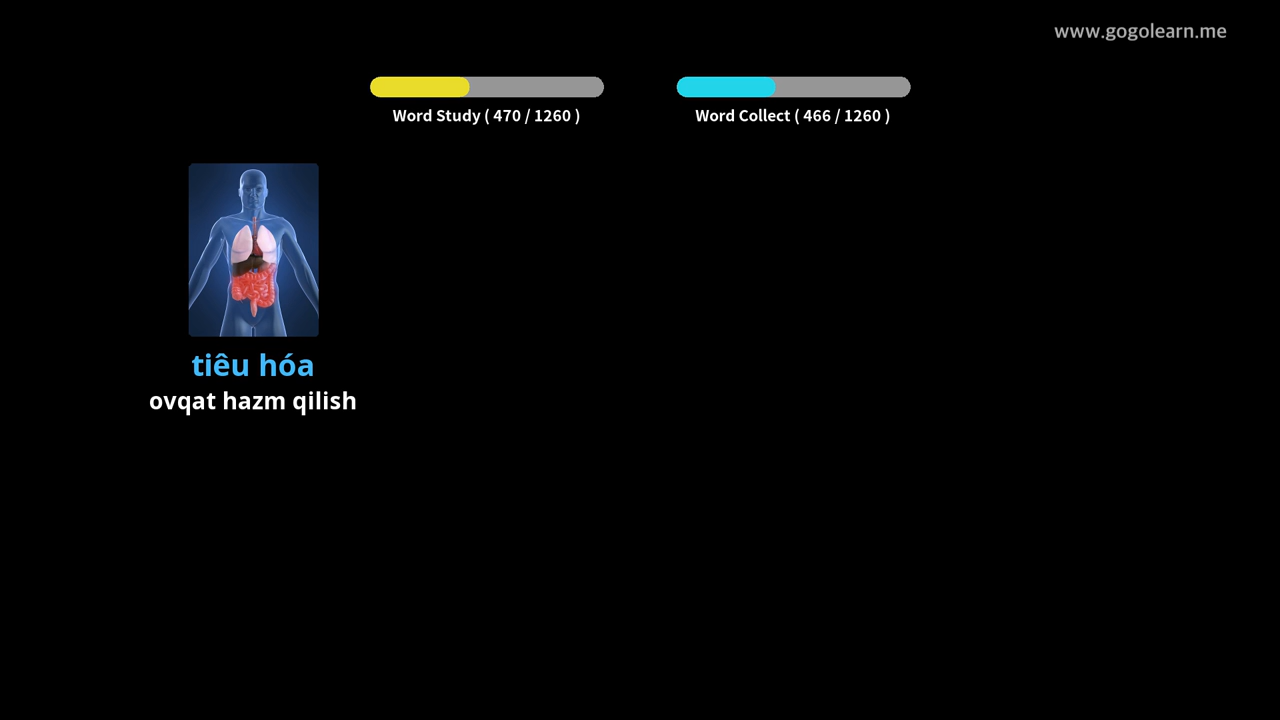 www.gogolearn.me
Word Study ( 470 / 1260 )
Word Collect ( 466 / 1260 )
tiêu hóa
ovqat hazm qilish